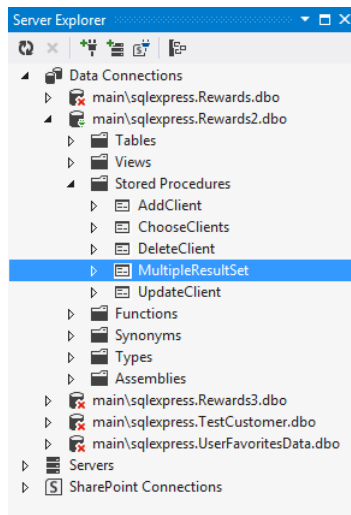 Server Explorer
Data Connections
main\sqlexpress.Rewards.dbo
main\sqlexpress.Rewards2.dbo
Tables
Views
Stored Procedures
AddClient
ChooseClients
DeleteClient
MultipleResultSet
UpdateClient
Functions
Synonyms
Types
Assemblies
main\sqlexpress.Rewards3.dbo
main\sqlexpress.TestCustomer.dbo
main\sqlexpress.UserFavoritesData.dbo
Servers
SharePoint Connections